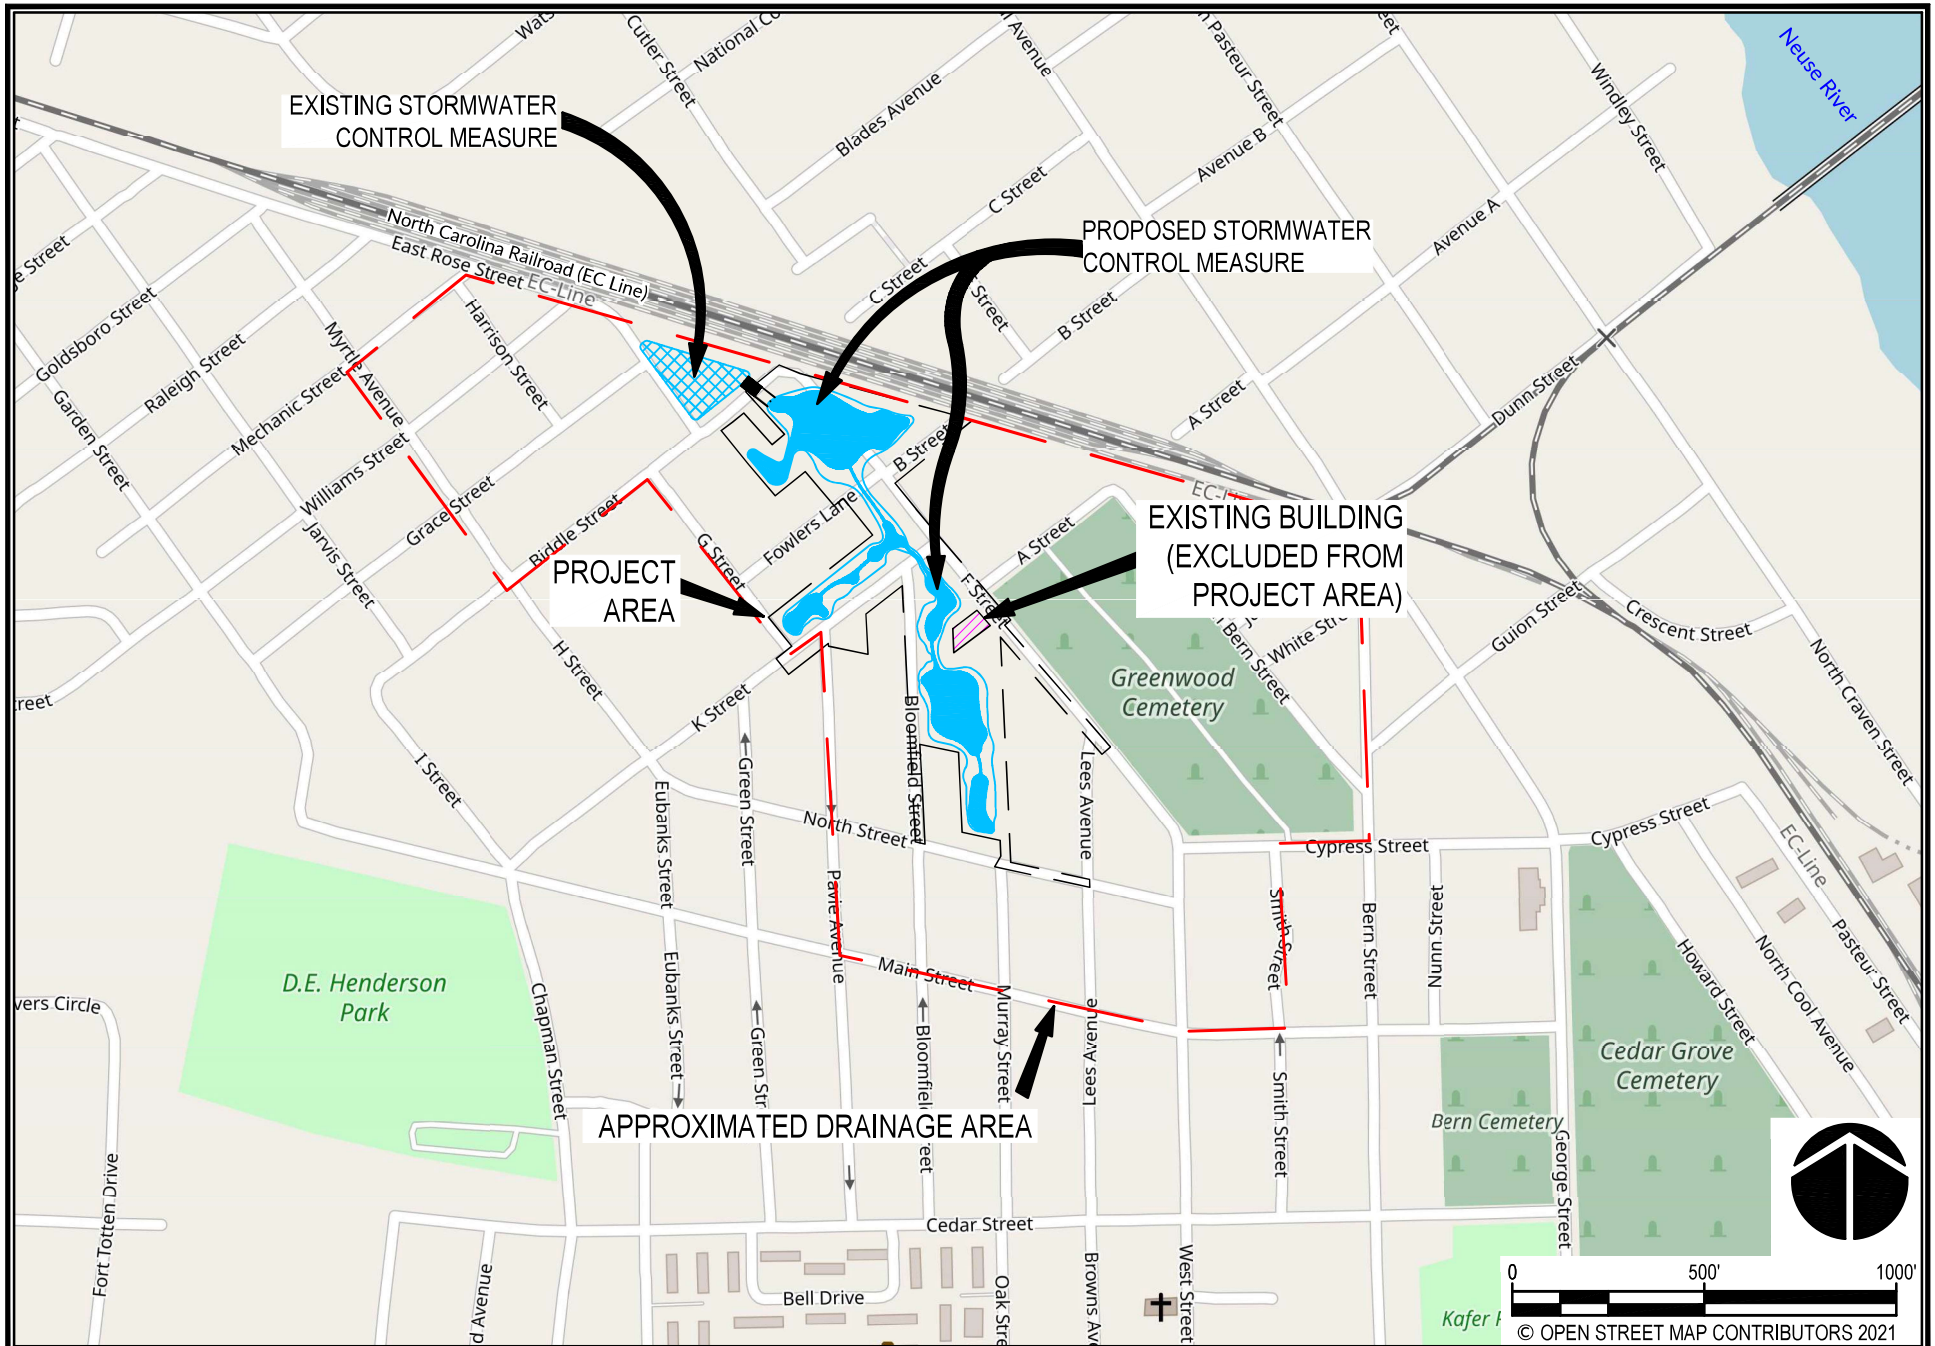 Cutler Street
Blades Avenue
Windley Street
Neuse River
EXISTING STORMWATER
CONTROL MEASURE
Avenue B
C Street
Avenue A
PROPOSED STORMWATER
CONTROL MEASURE
North Carolina Railroad (EC Line)
East Rose Street
EC-Line
C Street
Street
B Street
Goldsboro Street
Raleigh Street
Mechanic Street
Myrtle Avenue
Harrison Street
Garden Street
Williams Street
Grace Street
Jarvis Street
Biddle Street
A Street
Dunn Street
B Street
Fowlers Lane
G Street
A Street
F Street
EXISTING BUILDING
(EXCLUDED FROM
PROJECT AREA)
PROJECT
AREA
White
Bern Street
Guion Street
Crescent Street
North Craven Street
Greenwood
Cemetery
H Street
K Street
I Street
Bloomfield Street
Green Street
Eubanks Street
North Street
Pavie Avenue
Lees Avenue
Cypress Street
Cypress Street
EC-Line
Smith Street
Bern Street
Nunn Street
Howard Street
North Cool Avenue
Pasteur Street
D.E. Henderson
Park
Main Street
Chapman Street
Eubanks Street
Green Str
Murray Street
Lees Avenue
Smith Street
Cedar Grove
Cemetery
Bern Cemetery
George Street
vers Circle
APPROXIMATED DRAINAGE AREA
Fort Totten Drive
Cedar Street
Bell Drive
d Avenue
Oak Stre
Browns Av
West Street
Kafer
0 500' 1000'
© OPEN STREET MAP CONTRIBUTORS 2021